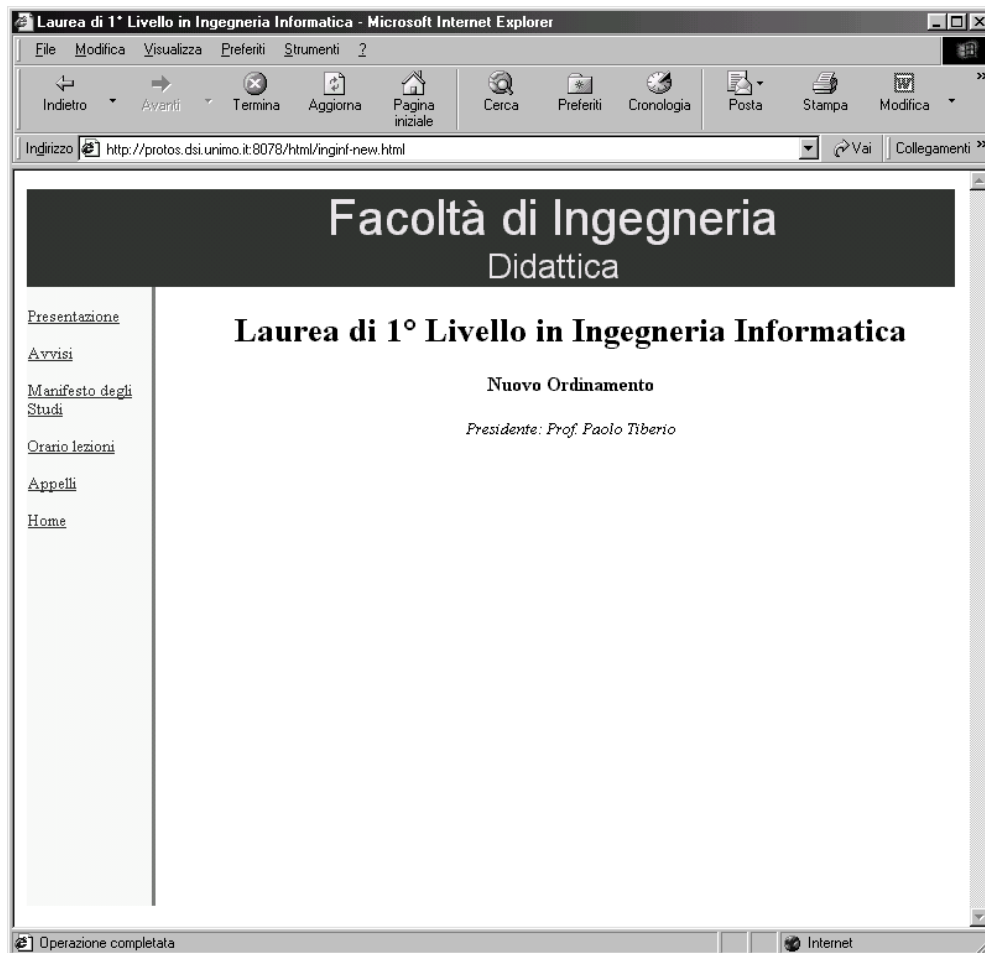 Laurea di 1° Livello in Ingegneria Informatica - Microsoft Internet Explorer
File Modifica Visualizza Preferiti Strumenti ?
Indietro Avanti Termina Aggiorna Pagina iniziale Cerca Preferiti Cronologia Posta Stampa Modifica »
Indirizzo http://protos.dsi.unimo.it:8078/html/inginf-new.html Vai Collegamenti »
Facoltà di Ingegneria
Didattica
Presentazione
Avvisi
Manifesto degli
Studi
Orario lezioni
Appelli
Home
Laurea di 1° Livello in Ingegneria Informatica
Nuovo Ordinamento
Presidente: Prof. Paolo Tiberio
Operazione completata Internet